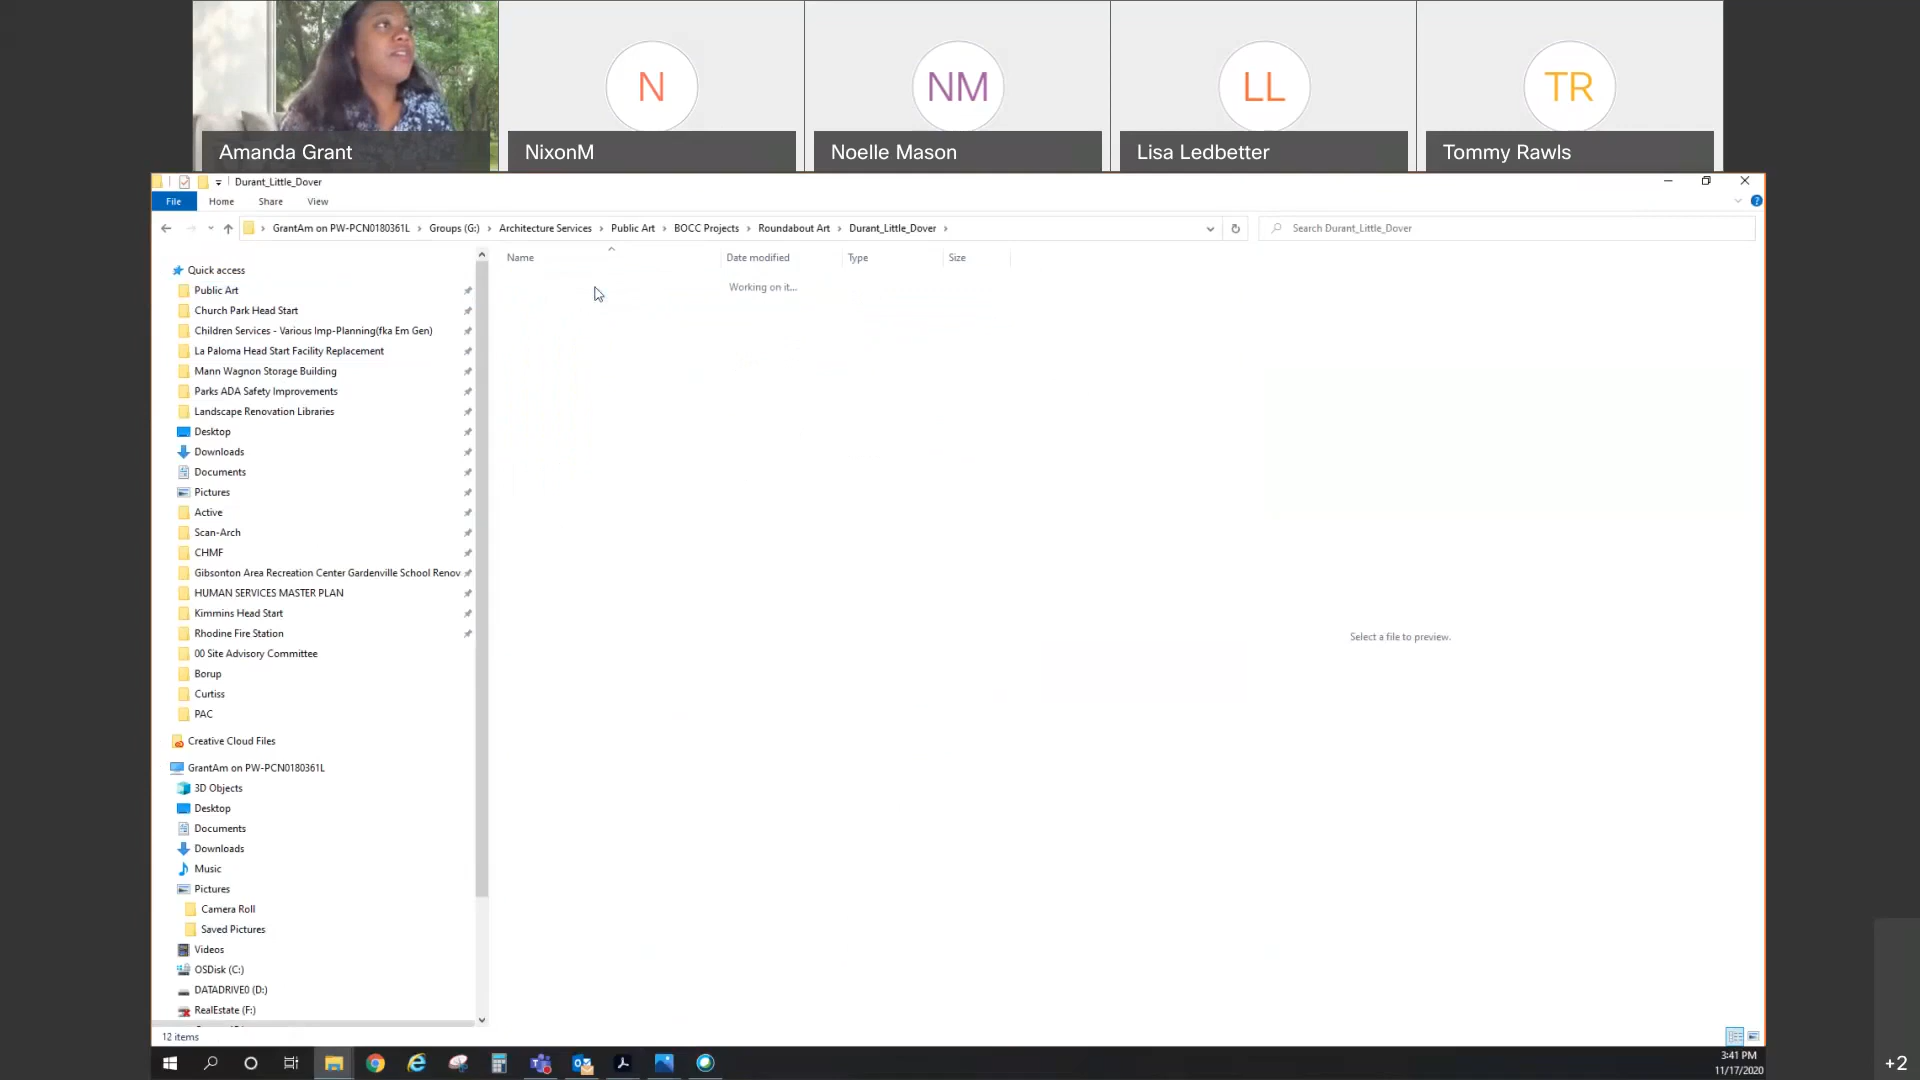 N
NM
LL
TR
Amanda Grant
NixonM
Noelle Mason
Lisa Ledbetter
Tommy Rawls
Durant_Little_Dover
File Home Share View
GrantAm on PW-PCN0180361L > Groups (G:) > Architecture Services > Public Art > BOCC Projects > Roundabout Art > Durant_Little_Dover >
Search Durant_Little_Dover
Name Date modified Type Size
Working on it...
Quick access
Public Art
Church Park Head Start
Children Services - Various Imp-Planning(fka Em Gen)
La Paloma Head Start Facility Replacement
Mann Wagnon Storage Building
Parks ADA Safety Improvements
Landscape Renovation Libraries
Desktop
Downloads
Documents
Pictures
Active
Scan-Arch
CHMF
Gibsonton Area Recreation Center Gardenville School Renov
HUMAN SERVICES MASTER PLAN
Kimmins Head Start
Rhodine Fire Station
00 Site Advisory Committee
Borup
Curtiss
PAC
Creative Cloud Files
GrantAm on PW-PCN0180361L
3D Objects
Desktop
Documents
Downloads
Music
Pictures
Camera Roll
Saved Pictures
Videos
OSDisk (C:)
DATADRIVE0 (D:)
RealEstate (F:)
Select a file to preview.
12 items
3:41 PM
11/17/2020
+2